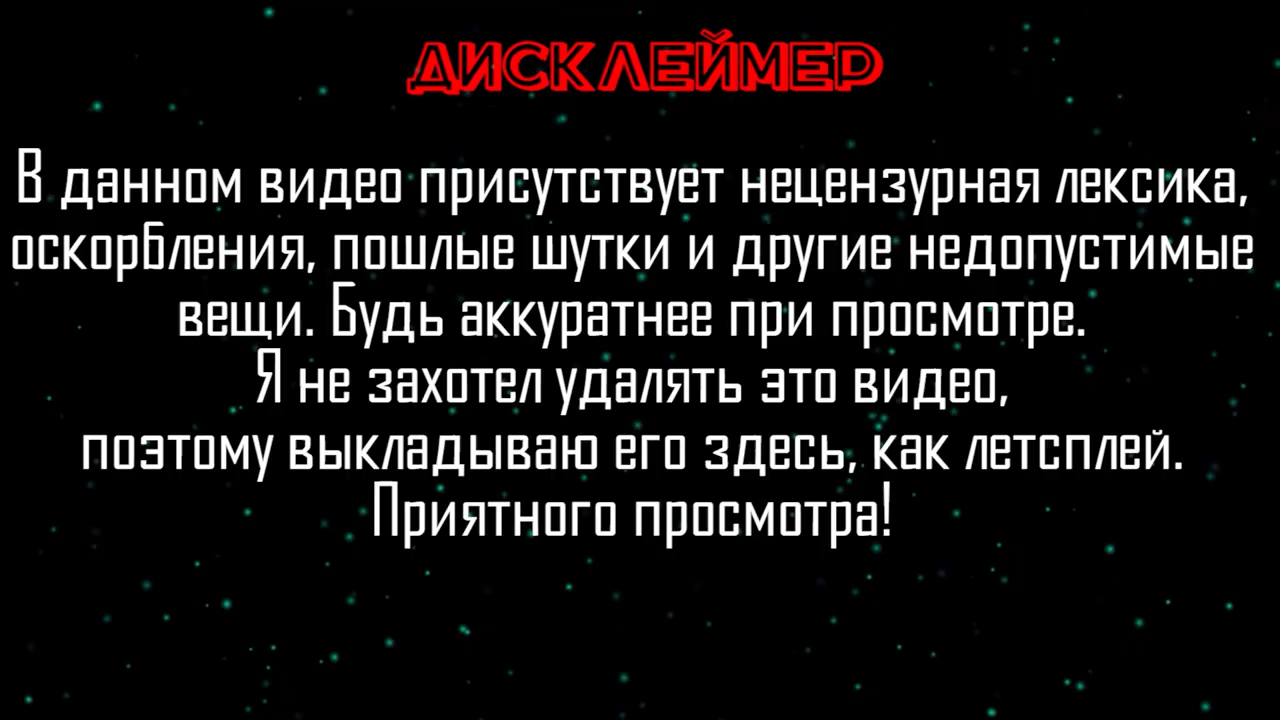 ДИСКЛЕЙМЕР
В данном видео присутствует нецензурная лексика,
оскорбления, пошлые шутки и другие недопустимые
вещи. Будь аккуратнее при просмотре.
Я не захотел удалять это видео,
поэтому выкладываю его здесь, как летсплей.
Приятного просмотра!